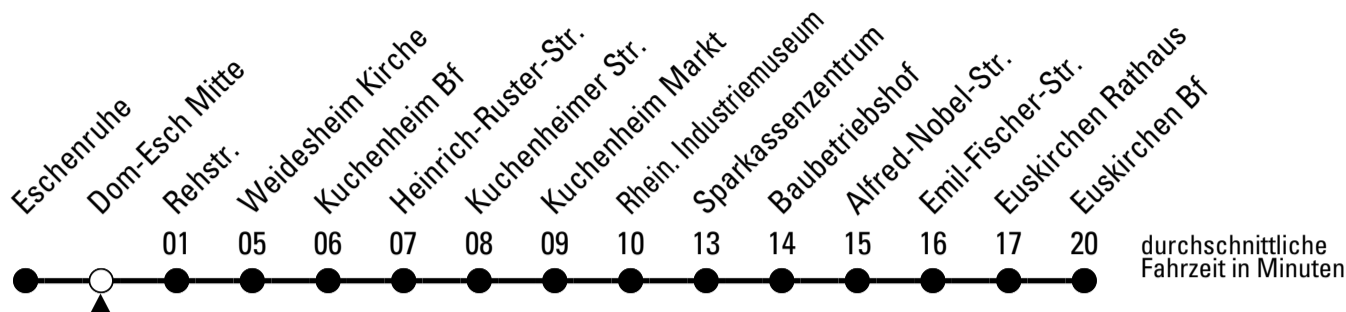 Eschenruhe
Dom-Esch Mitte
Rehstr.
Weidesheim Kirche
Kuchenheim Bf
Heinrich-Ruster-Str.
Kuchenheimer Str.
Kuchenheim Markt
Rhein. Industriemuseum
Sparkassenzentrum
Baubetriebshof
Alfred-Nobel-Str.
Emil-Fischer-Str.
Euskirchen Rathaus
Euskirchen Bf
01 05 06 07 08 09 10 13 14 15 16 17 20
durchschnittliche
Fahrzeit in Minuten